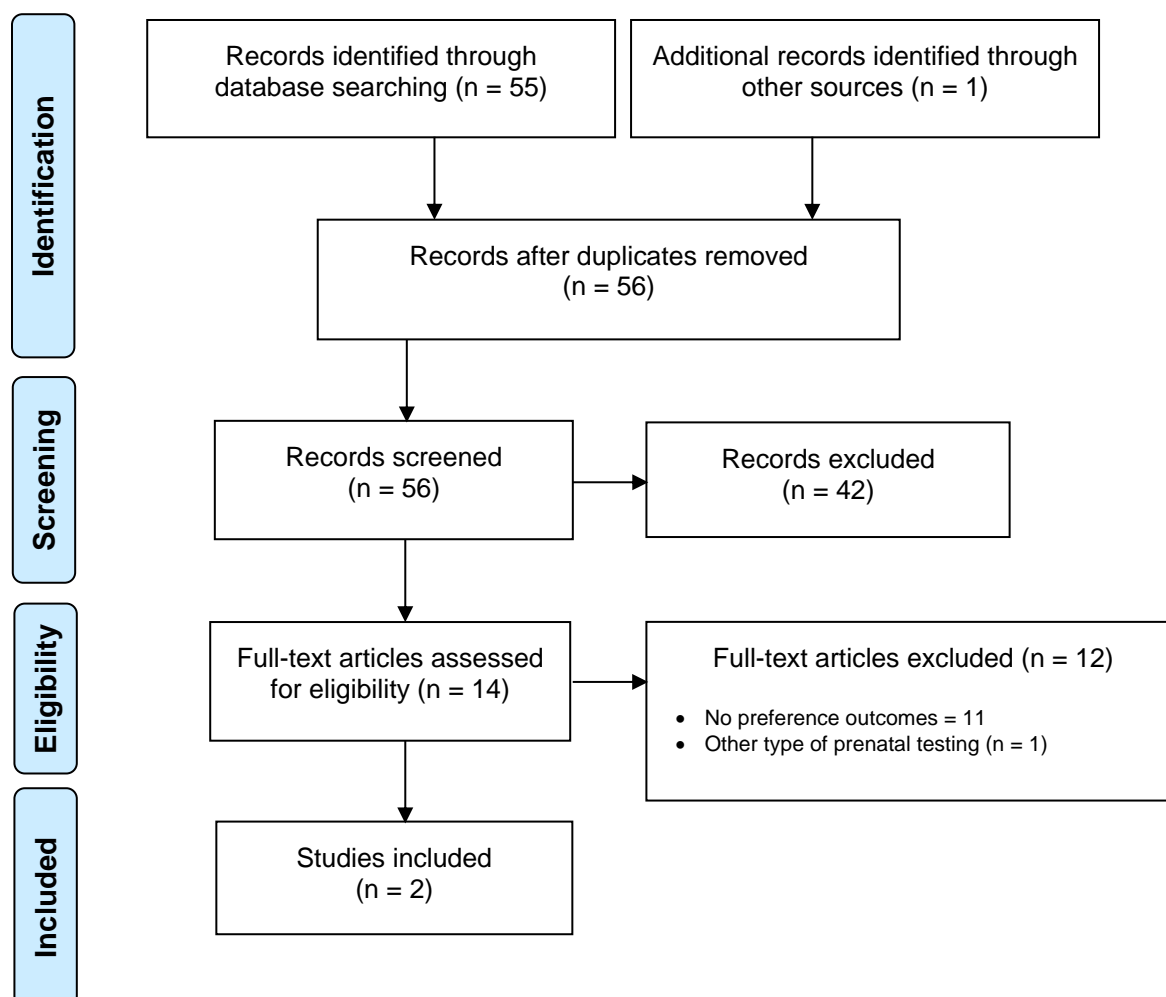 Identification
Records identified through
database searching (n = 55)
Additional records identified through
other sources (n = 1)
Records after duplicates removed
(n = 56)
Screening
Records screened
(n = 56)
Records excluded
(n = 42)
Eligibility
Full-text articles assessed
for eligibility (n = 14)
Full-text articles excluded (n = 12)
• No preference outcomes = 11
• Other type of prenatal testing (n = 1)
Included
Studies included
(n = 2)